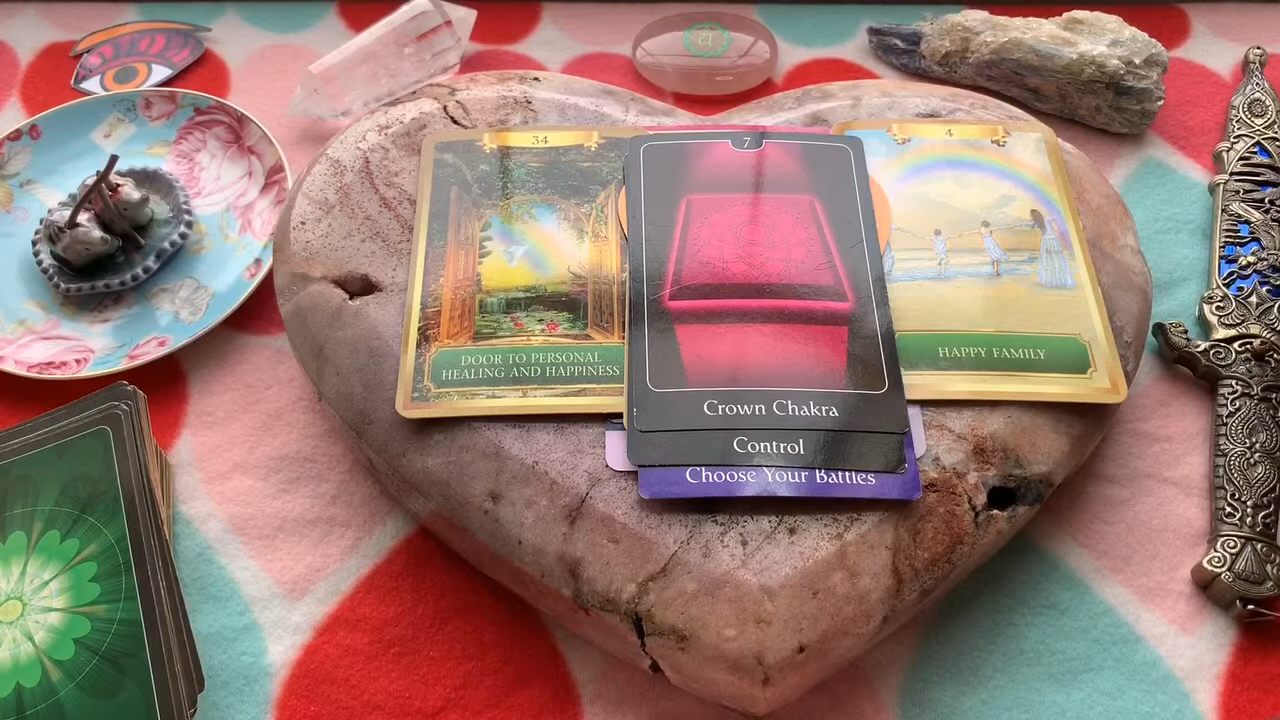 34
DOOR TO PERSONAL
HEALING AND HAPPINESS
7
Crown Chakra
Control
Choose Your Battles
4
HAPPY FAMILY